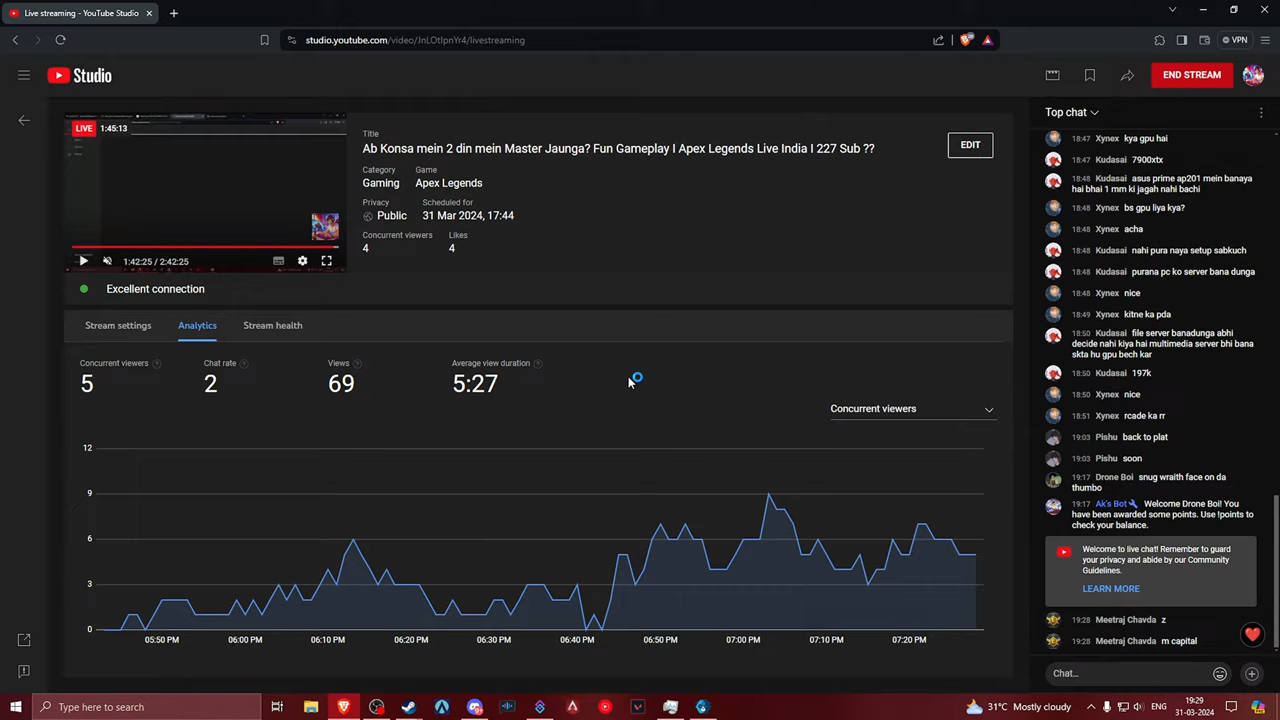 Live streaming - YouTube Studio
studio.youtube.com/video/JnLOtIpnYr4/livestreaming
VPN
Studio
END STREAM
LIVE 1:45:13
1:42:25 / 2:42:25
Title
Ab Konsa mein 2 din mein Master Jaunga? Fun Gameplay I Apex Legends Live India I 227 Sub ??
EDIT
Category Game
Gaming Apex Legends
Privacy Scheduled for
Public 31 Mar 2024, 17:44
Concurrent viewers Likes
4 4
Excellent connection
Stream settings Analytics Stream health
Concurrent viewers Chat rate Views Average view duration
5 2 69 5:27
Concurrent viewers
12
9
6
3
0
05:50 PM 06:00 PM 06:10 PM 06:20 PM 06:30 PM 06:40 PM 06:50 PM 07:00 PM 07:10 PM 07:20 PM
Top chat
18:47 Xynex kya gpu hai
18:47 Kudasai 7900xtx
18:48 Kudasai asus prime ap201 mein banaya
hai bhai 1 mm ki jagah nahi bachi
18:48 Xynex bs gpu liya kya?
18:48 Xynex acha
18:48 Kudasai nahi pura naya setup sabkuch
18:48 Kudasai purana pc ko server bana dunga
18:48 Xynex nice
18:49 Xynex kitne ka pda
18:50 Kudasai file server banadunga abhi
decide nahi kiya hai multimedia server bhi bana
skta hu gpu bech kar
18:50 Kudasai 197k
18:50 Xynex nice
18:51 Xynex rcade ka rr
19:03 Pishu back to plat
19:03 Pishu soon
19:17 Drone Boi snug wraith face on da
thumbo
19:17 Ak's Bot Welcome Drone Boi! You
have been awarded some points. Use !points to
check your balance.
Welcome to live chat! Remember to guard
your privacy and abide by our Community
Guidelines.
LEARN MORE
19:28 Meetraj Chavda z
19:28 Meetraj Chavda m capital
Chat...
Type here to search
31°C Mostly cloudy
ENG
19:29
31-03-2024